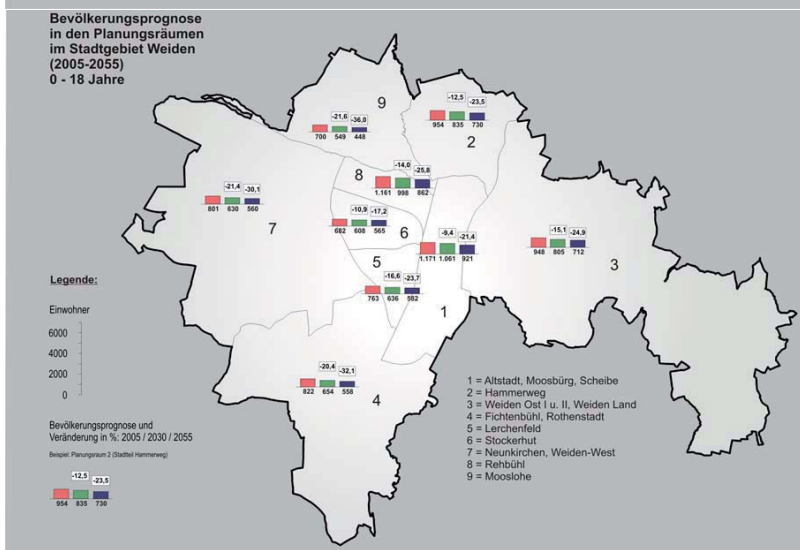 Bevölkerungsprognose
in den Planungsräumen
im Stadtgebiet Weiden
(2005-2055)
0 - 18 Jahre
9
-21,6 -36,0
700 549 448
-12,5 -23,5
954 835 730
2
8
-14,0 -25,8
1.161 998 862
-21,4 -30,1
801 630 560
7
-10,9 -17,2
682 608 565
6
-9,4 -21,4
1.171 1.061 921
-15,1 -24,9
948 805 712
3
5
-16,6 -23,7
763 636 582
1
-20,4 -32,1
822 654 558
4
Legende:
Einwohner
6000
4000
2000
0
Bevölkerungsprognose und
Veränderung in %: 2005 / 2030 / 2055
Beispiel: Planungsraum 2 (Stadtteil Hammerweg)
-12,5 -23,5
954 835 730
1 = Altstadt, Moosbürg, Scheibe
2 = Hammerweg
3 = Weiden Ost I u. II, Weiden Land
4 = Fichtenbühl, Rothenstadt
5 = Lerchenfeld
6 = Stockerhut
7 = Neunkirchen, Weiden-West
8 = Rehbühl
9 = Mooslohe